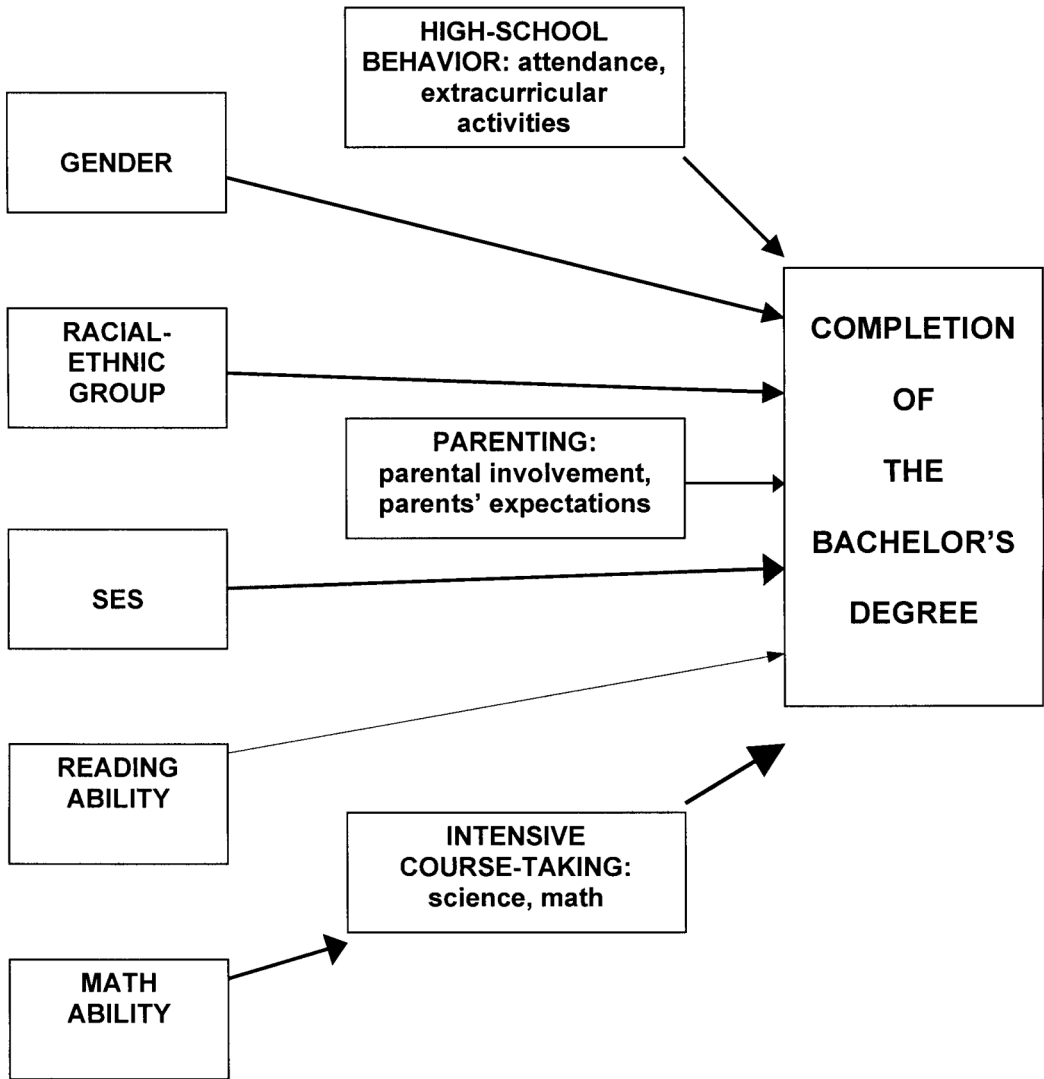 HIGH-SCHOOL
BEHAVIOR: attendance,
extracurricular
activities
GENDER
RACIAL-
ETHNIC
GROUP
PARENTING:
parental involvement,
parents’ expectations
SES
READING
ABILITY
INTENSIVE
COURSE-TAKING:
science, math
MATH
ABILITY
COMPLETION
OF
THE
BACHELOR’S
DEGREE